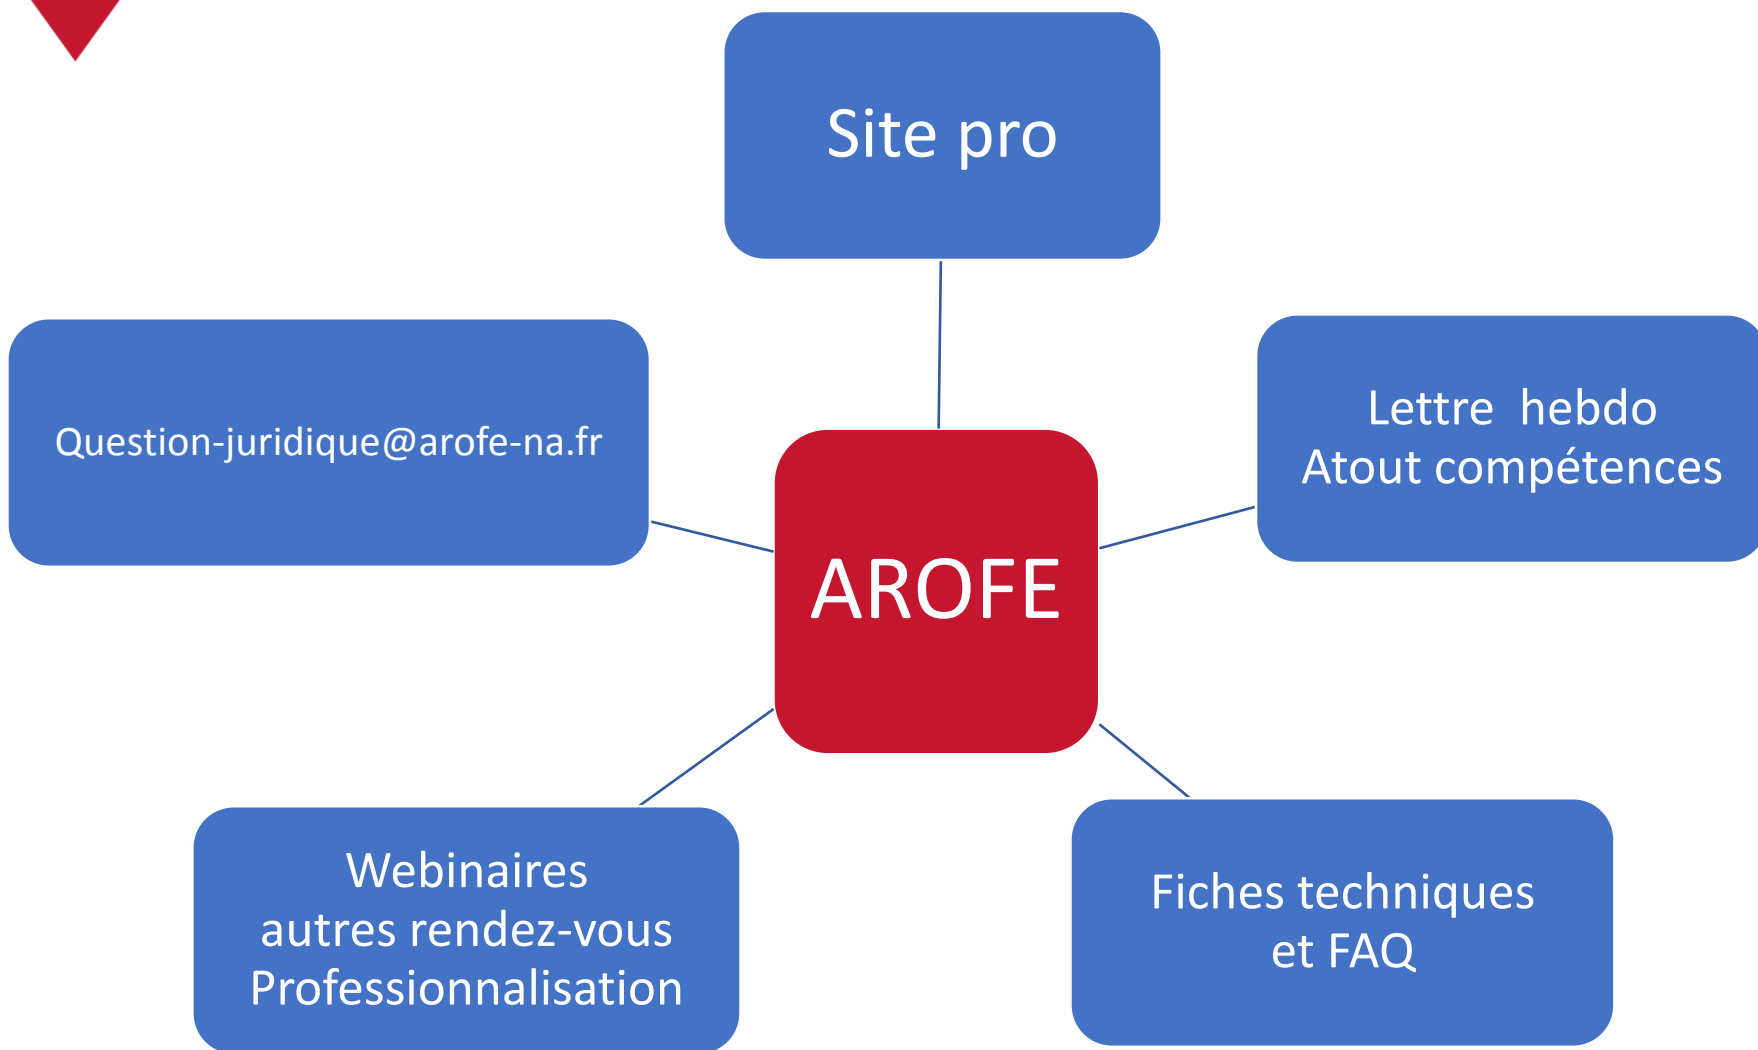 Site pro
Question-juridique@arofe-na.fr
Lettre hebdo
Atout compétences
AROFE
Webinaires
autres rendez-vous
Professionnalisation
Fiches techniques
et FAQ